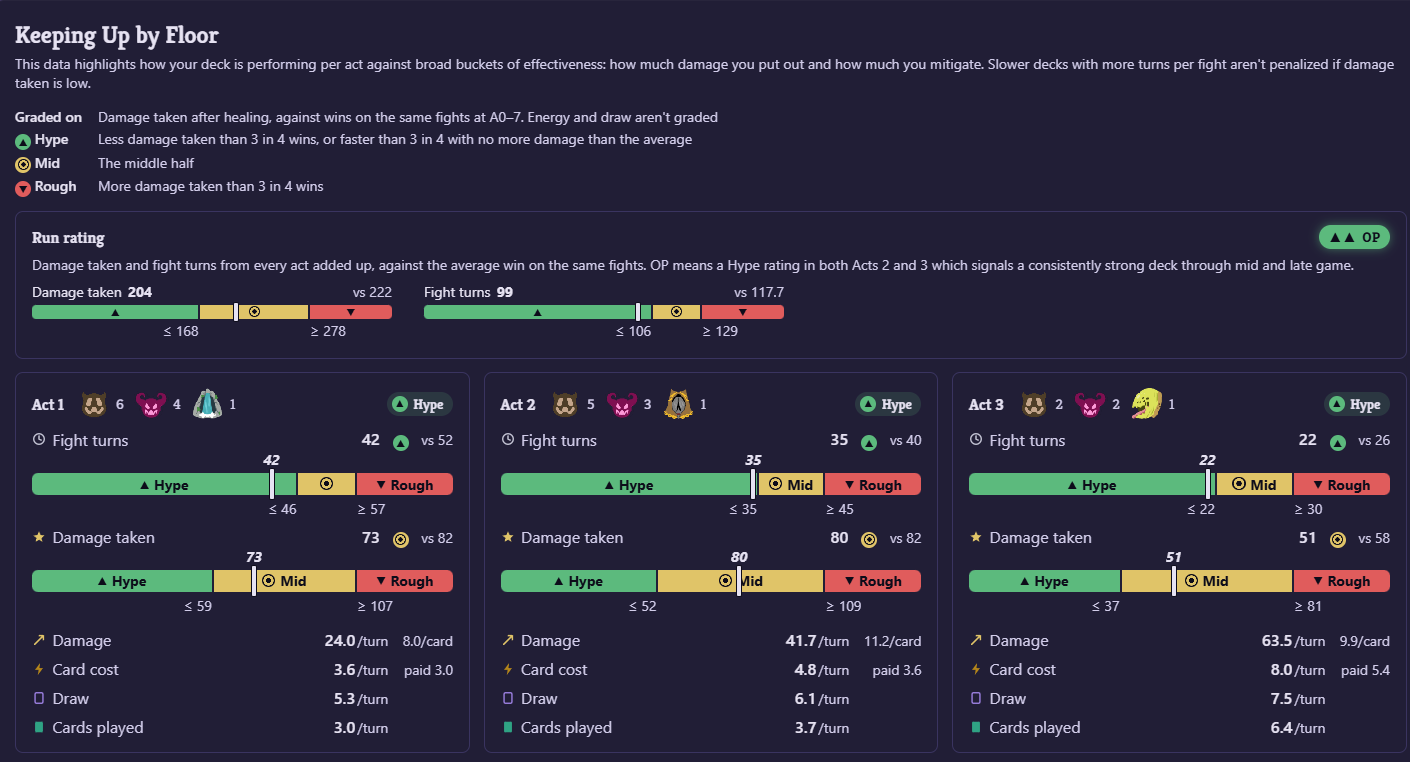 Keeping Up by Floor
This data highlights how your deck is performing per act against broad buckets of effectiveness: how much damage you put out and how much you mitigate. Slower decks with more turns per fight aren't penalized if damage
taken is low.
Graded on Damage taken after healing, against wins on the same fights at A0–7. Energy and draw aren't graded
Hype Less damage taken than 3 in 4 wins, or faster than 3 in 4 with no more damage than the average
Mid The middle half
Rough More damage taken than 3 in 4 wins
Run rating
OP
Damage taken and fight turns from every act added up, against the average win on the same fights. OP means a Hype rating in both Acts 2 and 3 which signals a consistently strong deck through mid and late game.
Damage taken 204 vs 222
≤ 168 ≥ 278
Fight turns 99 vs 117.7
≤ 106 ≥ 129
Act 1 6 4 1 Hype
Fight turns 42 vs 52
42
Hype Rough
≤ 46 ≥ 57
Damage taken 73 vs 82
73
Hype Mid Rough
≤ 59 ≥ 107
Damage 24.0/turn 8.0/card
Card cost 3.6/turn paid 3.0
Draw 5.3/turn
Cards played 3.0/turn
Act 2 5 3 1 Hype
Fight turns 35 vs 40
35
Hype Mid Rough
≤ 35 ≥ 45
Damage taken 80 vs 82
80
Hype Mid Rough
≤ 52 ≥ 109
Damage 41.7/turn 11.2/card
Card cost 4.8/turn paid 3.6
Draw 6.1/turn
Cards played 3.7/turn
Act 3 2 2 1 Hype
Fight turns 22 vs 26
22
Hype Mid Rough
≤ 22 ≥ 30
Damage taken 51 vs 58
51
Hype Mid Rough
≤ 37 ≥ 81
Damage 63.5/turn 9.9/card
Card cost 8.0/turn paid 5.4
Draw 7.5/turn
Cards played 6.4/turn